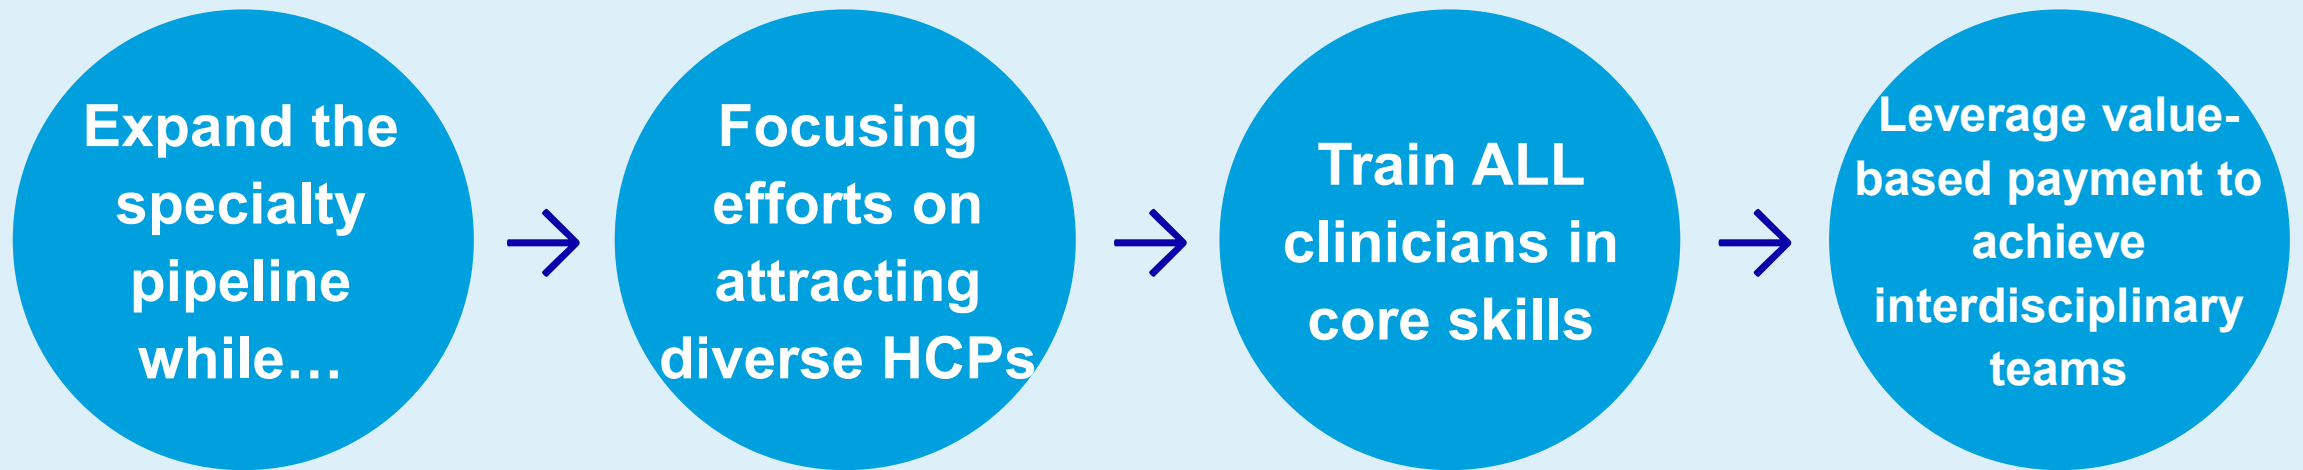 Expand the
specialty
pipeline
while…
Focusing
efforts on
attracting
diverse HCPs
Train ALL
clinicians in
core skills
Leverage value-
based payment to
achieve
interdisciplinary
teams